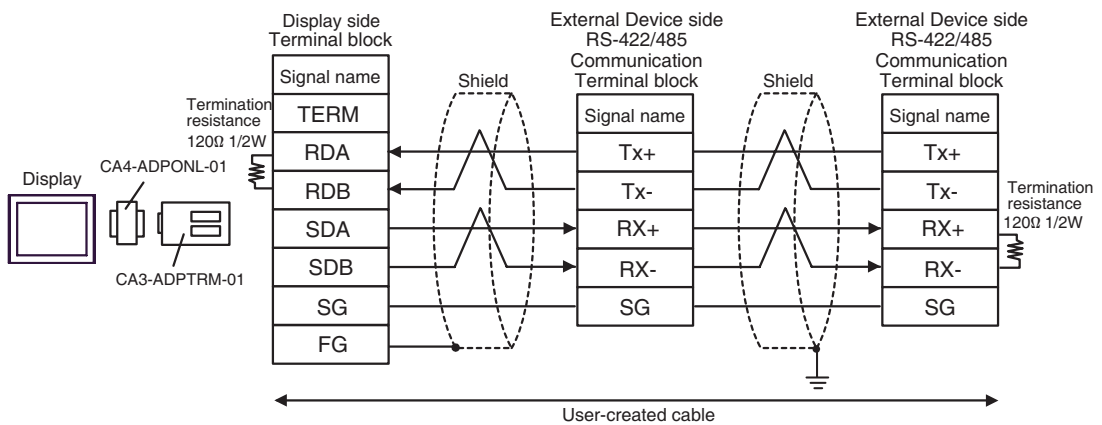 Display side
Terminal block
External Device side
RS-422/485
Communication
Terminal block
External Device side
RS-422/485
Communication
Terminal block
Signal name
TERM
RDA
RDB
SDA
SDB
SG
FG
Shield
Signal name
Tx+
Tx-
RX+
RX-
SG
Shield
Signal name
Tx+
Tx-
RX+
RX-
SG
Termination
resistance
120Ω 1/2W
CA4-ADPONL-01
Display
CA3-ADPTRM-01
Termination
resistance
120Ω 1/2W
User-created cable